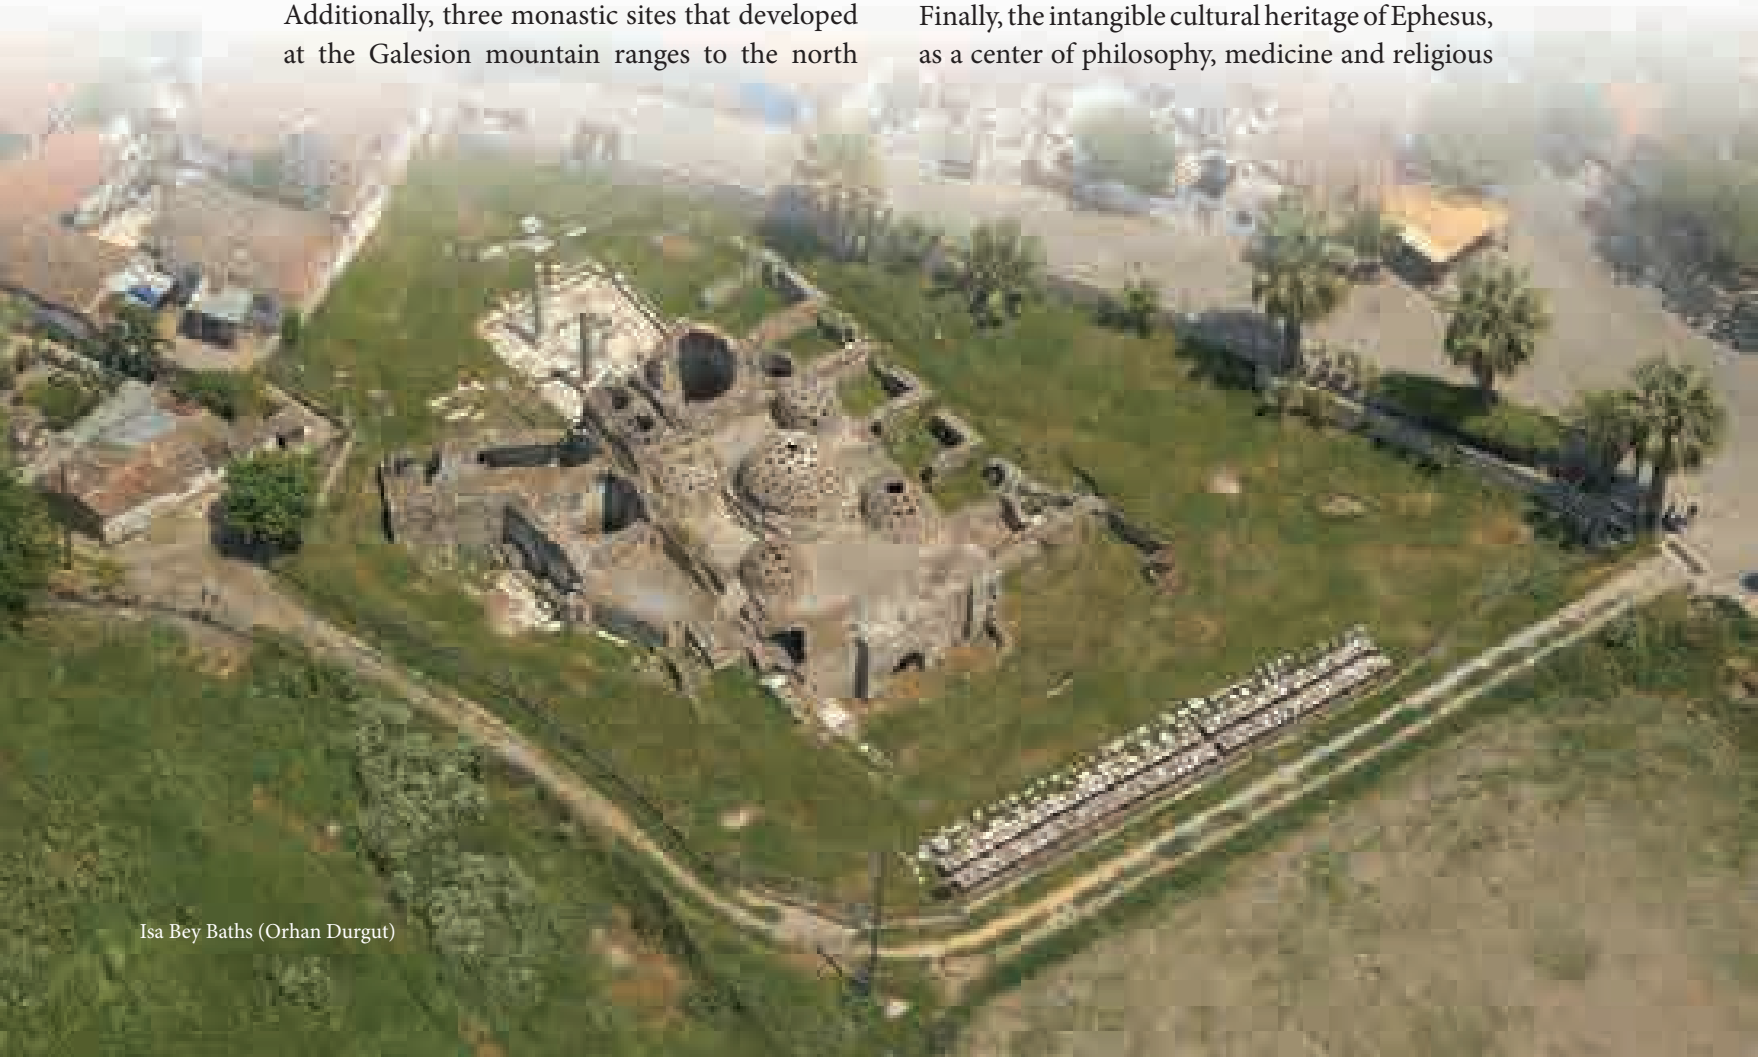 Additionally, three monastic sites that developed
at the Galesion mountain ranges to the north
Finally, the intangible cultural heritage of Ephesus,
as a center of philosophy, medicine and religious
Isa Bey Baths (Orhan Durgut)